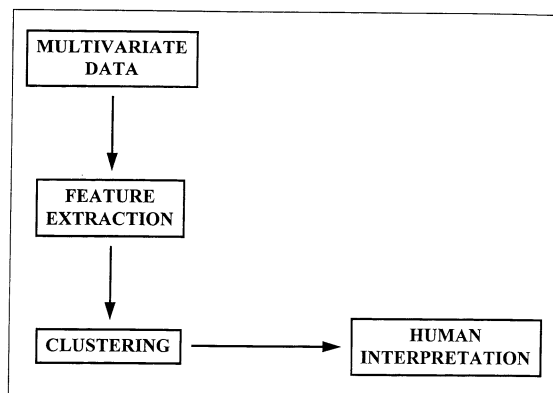 MULTIVARIATE
DATA
FEATURE
EXTRACTION
CLUSTERING
HUMAN
INTERPRETATION